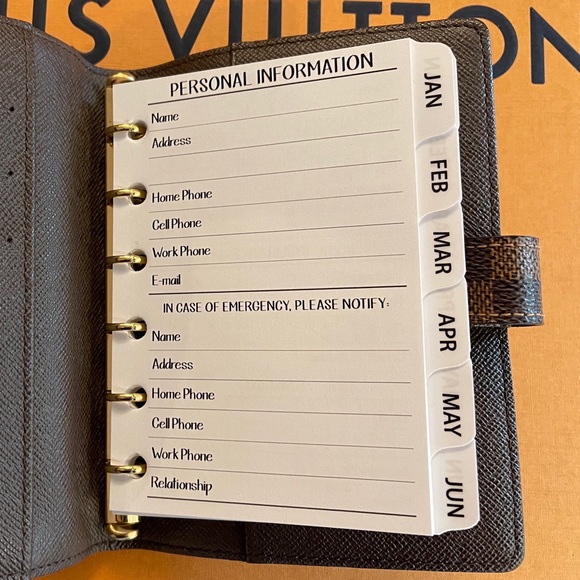 IS VUITTON
PERSONAL INFORMATION
Name
Address
Home Phone
Cell Phone
Work Phone
E-mail
IN CASE OF EMERGENCY, PLEASE NOTIFY:
Name
Address
Home Phone
Cell Phone
Work Phone
Relationship
JAN
FEB
MAR
APR
MAY
JUN